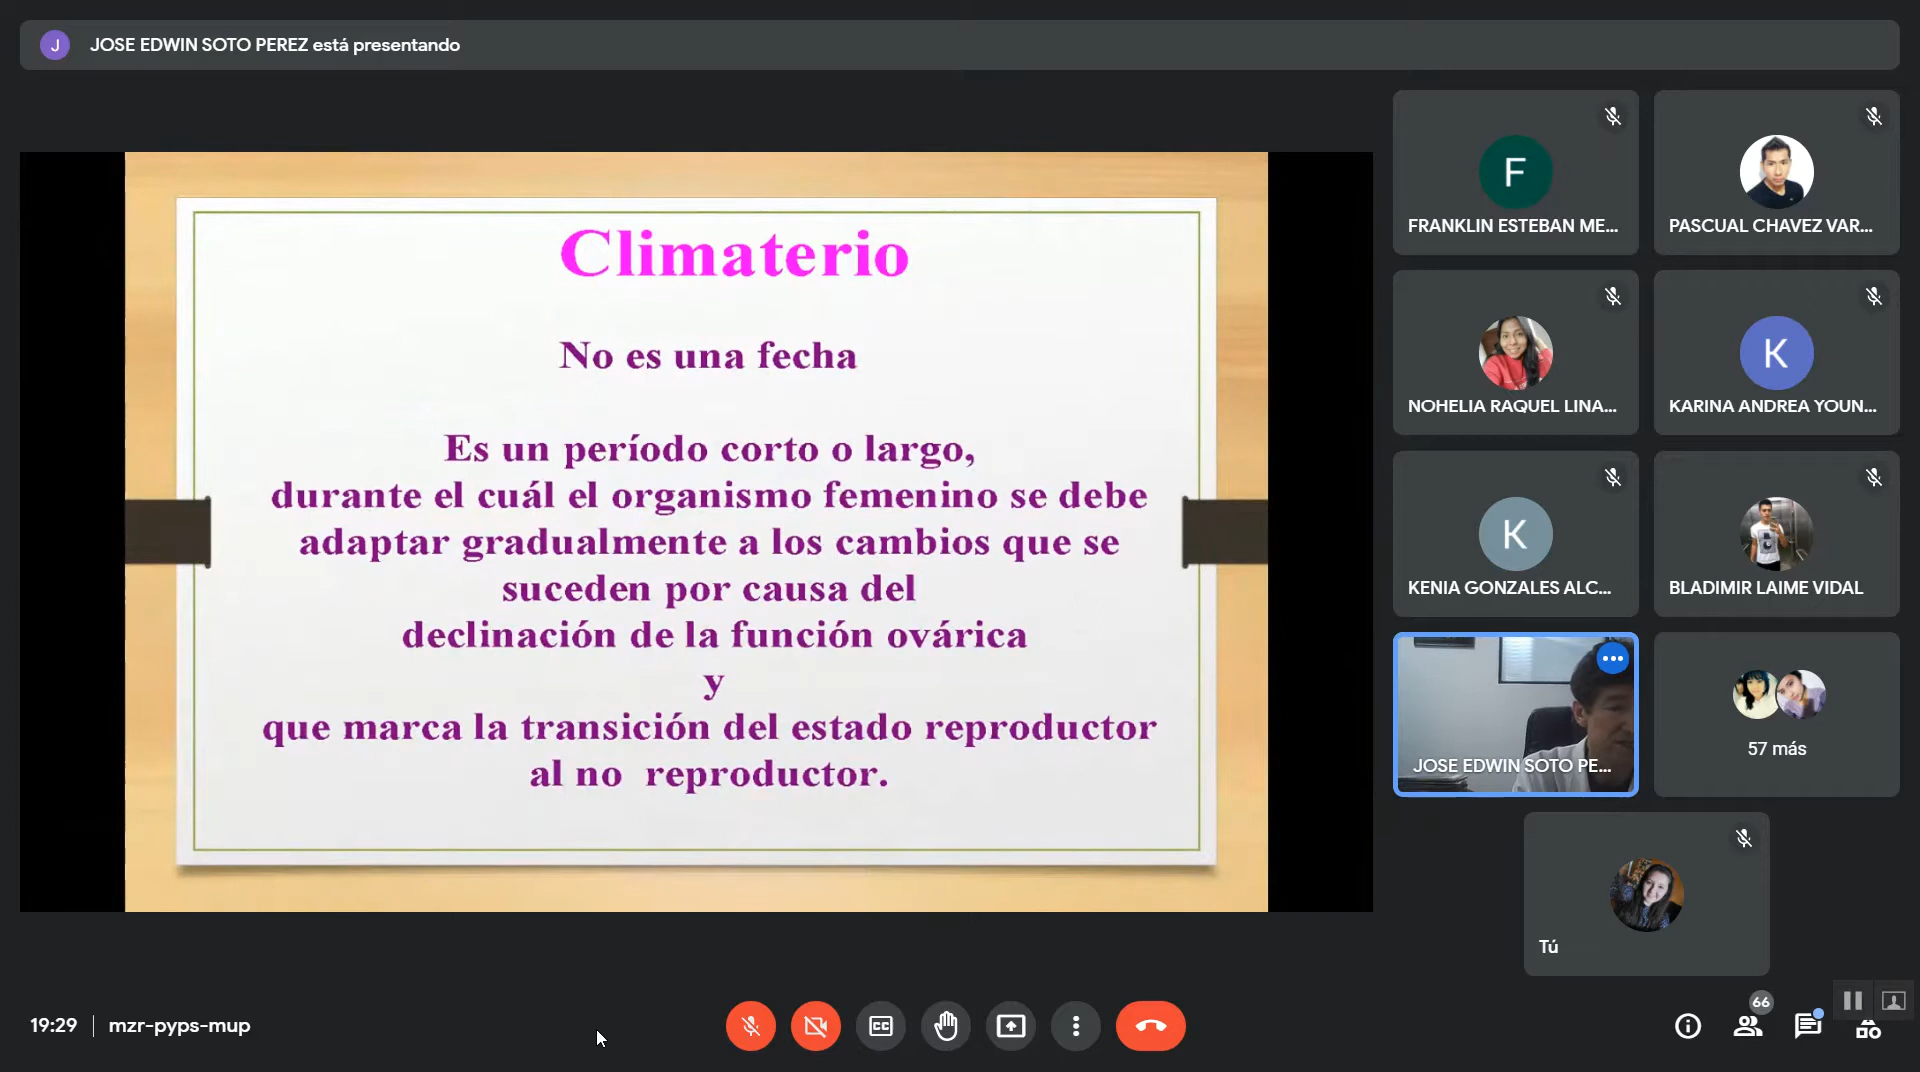 J
JOSE EDWIN SOTO PEREZ está presentando
Climaterio
No es una fecha
Es un período corto o largo,
durante el cuál el organismo femenino se debe
adaptar gradualmente a los cambios que se
suceden por causa del
declinación de la función ovárica
y
que marca la transición del estado reproductor
al no reproductor.
F
FRANKLIN ESTEBAN ME...
PASCUAL CHAVEZ VAR...
NOHELIA RAQUEL LINA...
K
KARINA ANDREA YOUN...
K
KENIA GONZALES ALC...
BLADIMIR LAIME VIDAL
JOSE EDWIN SOTO PE...
57 más
Tú
19:29 | mzr-pyps-mup
CC
66